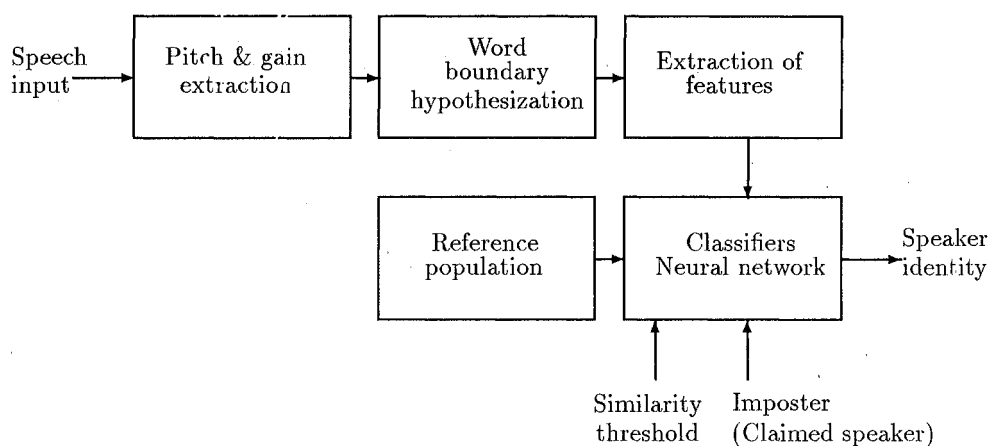 Speech
input
Pitch & gain
extraction
Word
boundary
hypothesization
Extraction of
features
Reference
population
Classifiers
Neural network
Speaker
identity
Similarity
threshold
Imposter
(Claimed speaker)